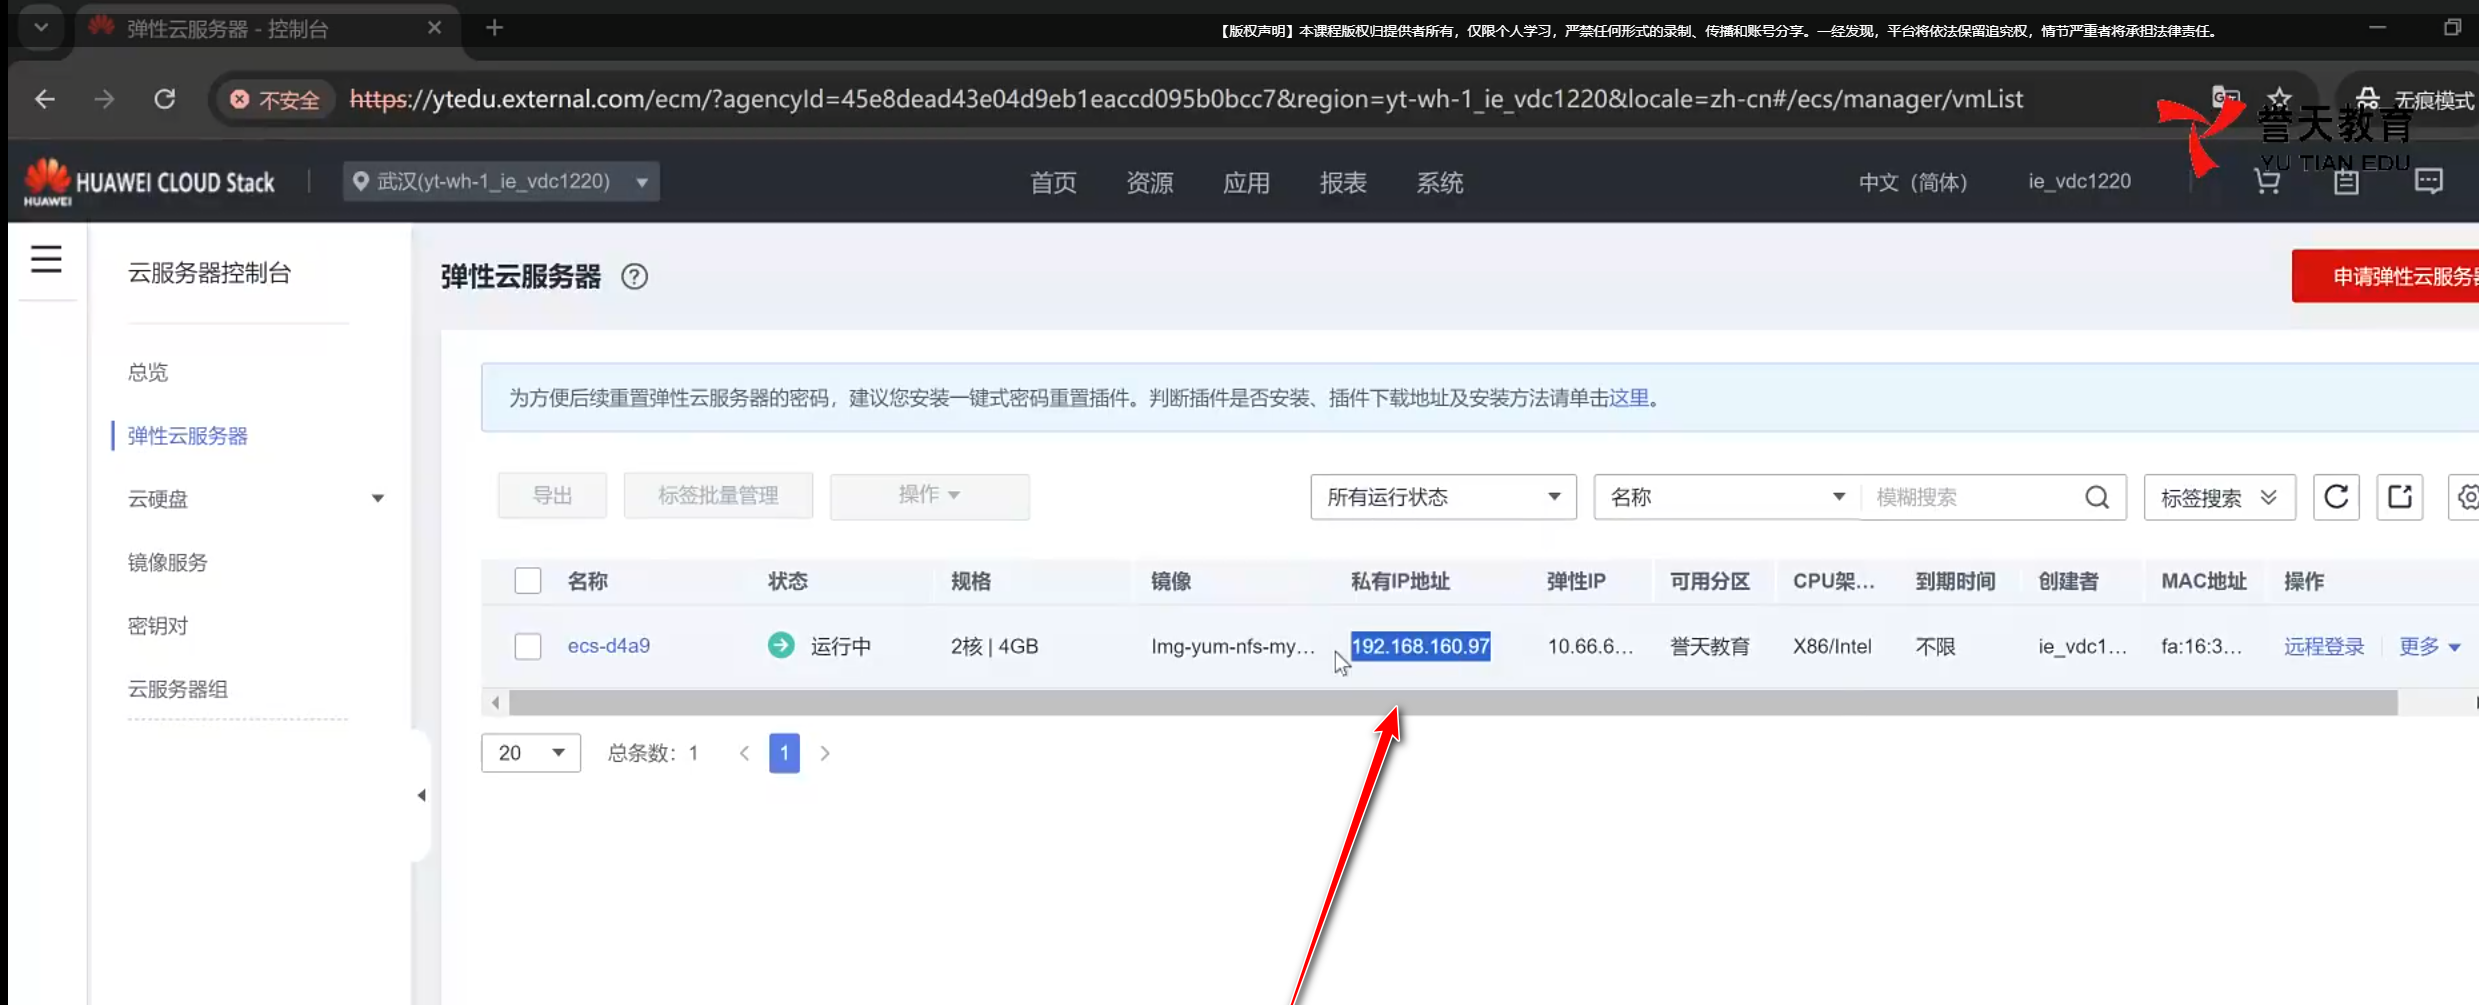 弹性云服务器 - 控制台
【版权声明】本课程版权归提供者所有，仅限个人学习，严禁任何形式的录制、传播和账号分享。一经发现，平台将依法保留追究权，情节严重者将承担法律责任。
不安全 https://ytedu.external.com/ecm/?agencyId=45e8dead43e04d9eb1eaccd095b0bcc7&region=yt-wh-1_ie_vdc1220&locale=zh-cn#/ecs/manager/vmList
无痕模式
誉天教育
YU TIAN EDU
HUAWEI
HUAWEI CLOUD Stack
武汉(yt-wh-1_ie_vdc1220)
首页 资源 应用 报表 系统
中文（简体） ie_vdc1220
云服务器控制台
总览
弹性云服务器
云硬盘
镜像服务
密钥对
云服务器组
弹性云服务器
申请弹性云服务器
为方便后续重置弹性云服务器的密码，建议您安装一键式密码重置插件。判断插件是否安装、插件下载地址及安装方法请单击这里。
导出 标签批量管理 操作
所有运行状态 名称 模糊搜索 标签搜索
名称 状态 规格 镜像 私有IP地址 弹性IP 可用分区 CPU架... 到期时间 创建者 MAC地址 操作
ecs-d4a9 运行中 2核 | 4GB Img-yum-nfs-my... 192.168.160.97 10.66.6... 誉天教育 X86/Intel 不限 ie_vdc1... fa:16:3... 远程登录 更多
20 总条数：1 1